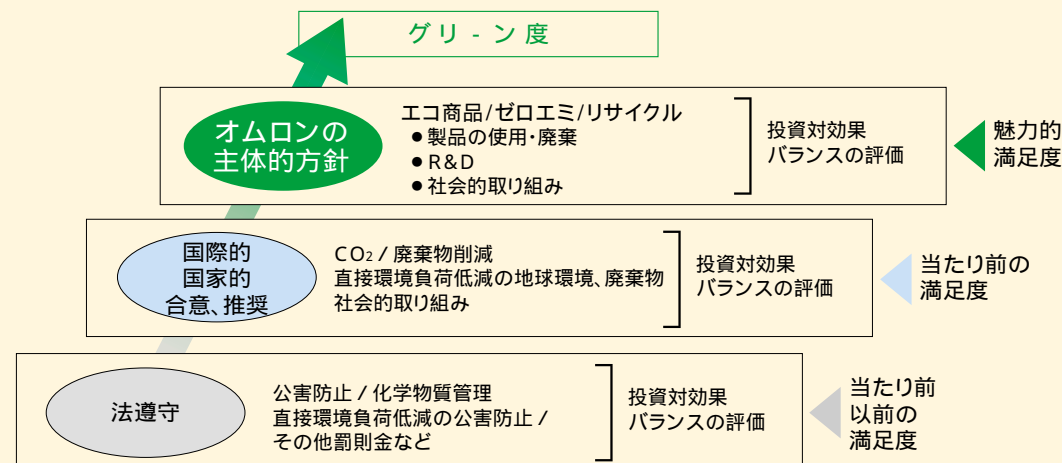 グリ-ン度
オムロンの
主体的方針
エコ商品/ゼロエミ/リサイクル
●製品の使用・廃棄
●R&D
●社会的取り組み
投資対効果
バランスの評価
魅力的
満足度
国際的
国家的
合意、推奨
CO2 / 廃棄物削減
直接環境負荷低減の地球環境、廃棄物
社会的取り組み
投資対効果
バランスの評価
当たり前の
満足度
法遵守
公害防止 / 化学物質管理
直接環境負荷低減の公害防止 /
その他罰則金など
投資対効果
バランスの評価
当たり前
以前の
満足度